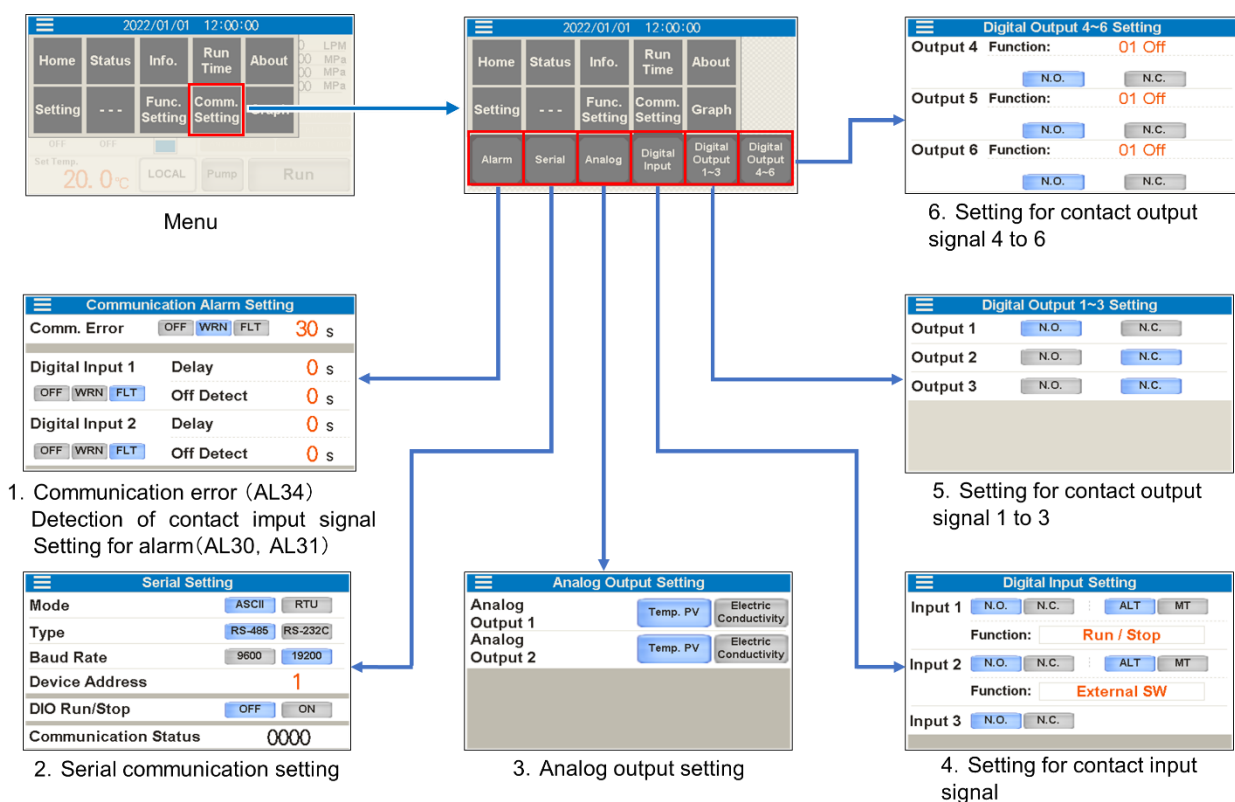 2022/01/01 12:00:00
Home Status Info. Run Time About
Setting - - - Func. Setting Comm. Setting Graph
LPM
MPa
MPa
MPa
OFF OFF
Set Temp.
20. 0℃ LOCAL Pump Run
Menu
2022/01/01 12:00:00
Home Status Info. Run Time About
Setting - - - Func. Setting Comm. Setting Graph
Alarm Serial Analog Digital Input Digital Output 1~3 Digital Output 4~6
Digital Output 4~6 Setting
Output 4 Function: 01 Off
N.O. N.C.
Output 5 Function: 01 Off
N.O. N.C.
Output 6 Function: 01 Off
N.O. N.C.
6. Setting for contact output
signal 4 to 6
Communication Alarm Setting
Comm. Error OFF WRN FLT 30 s
Digital Input 1 Delay 0 s
OFF WRN FLT Off Detect 0 s
Digital Input 2 Delay 0 s
OFF WRN FLT Off Detect 0 s
1. Communication error (AL34)
Detection of contact imput signal
Setting for alarm(AL30, AL31)
Digital Output 1~3 Setting
Output 1 N.O. N.C.
Output 2 N.O. N.C.
Output 3 N.O. N.C.
5. Setting for contact output
signal 1 to 3
Serial Setting
Mode ASCII RTU
Type RS-485 RS-232C
Baud Rate 9600 19200
Device Address 1
DIO Run/Stop OFF ON
Communication Status 0000
2. Serial communication setting
Analog Output Setting
Analog Output 1 Temp. PV Electric Conductivity
Analog Output 2 Temp. PV Electric Conductivity
3. Analog output setting
Digital Input Setting
Input 1 N.O. N.C. : ALT MT
Function: Run / Stop
Input 2 N.O. N.C. : ALT MT
Function: External SW
Input 3 N.O. N.C.
4. Setting for contact input
signal